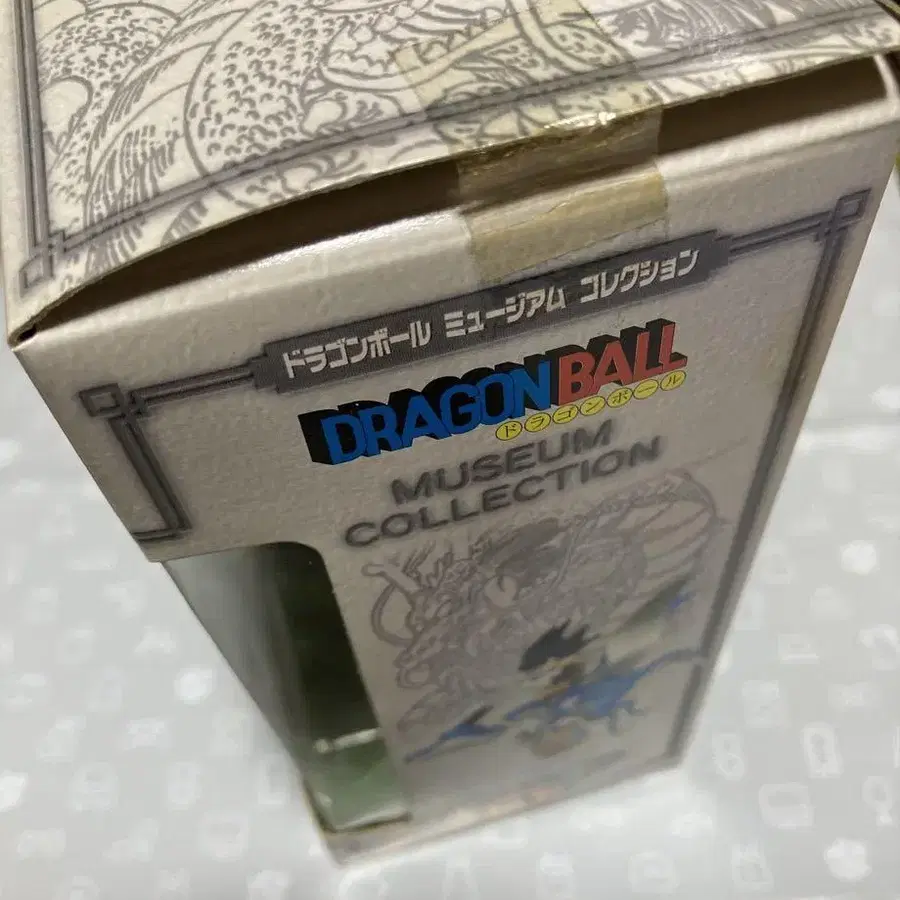 ドラゴンボール ミュージアム コレクション
DRAGON BALL
ドラゴンボール
MUSEUM
COLLECTION